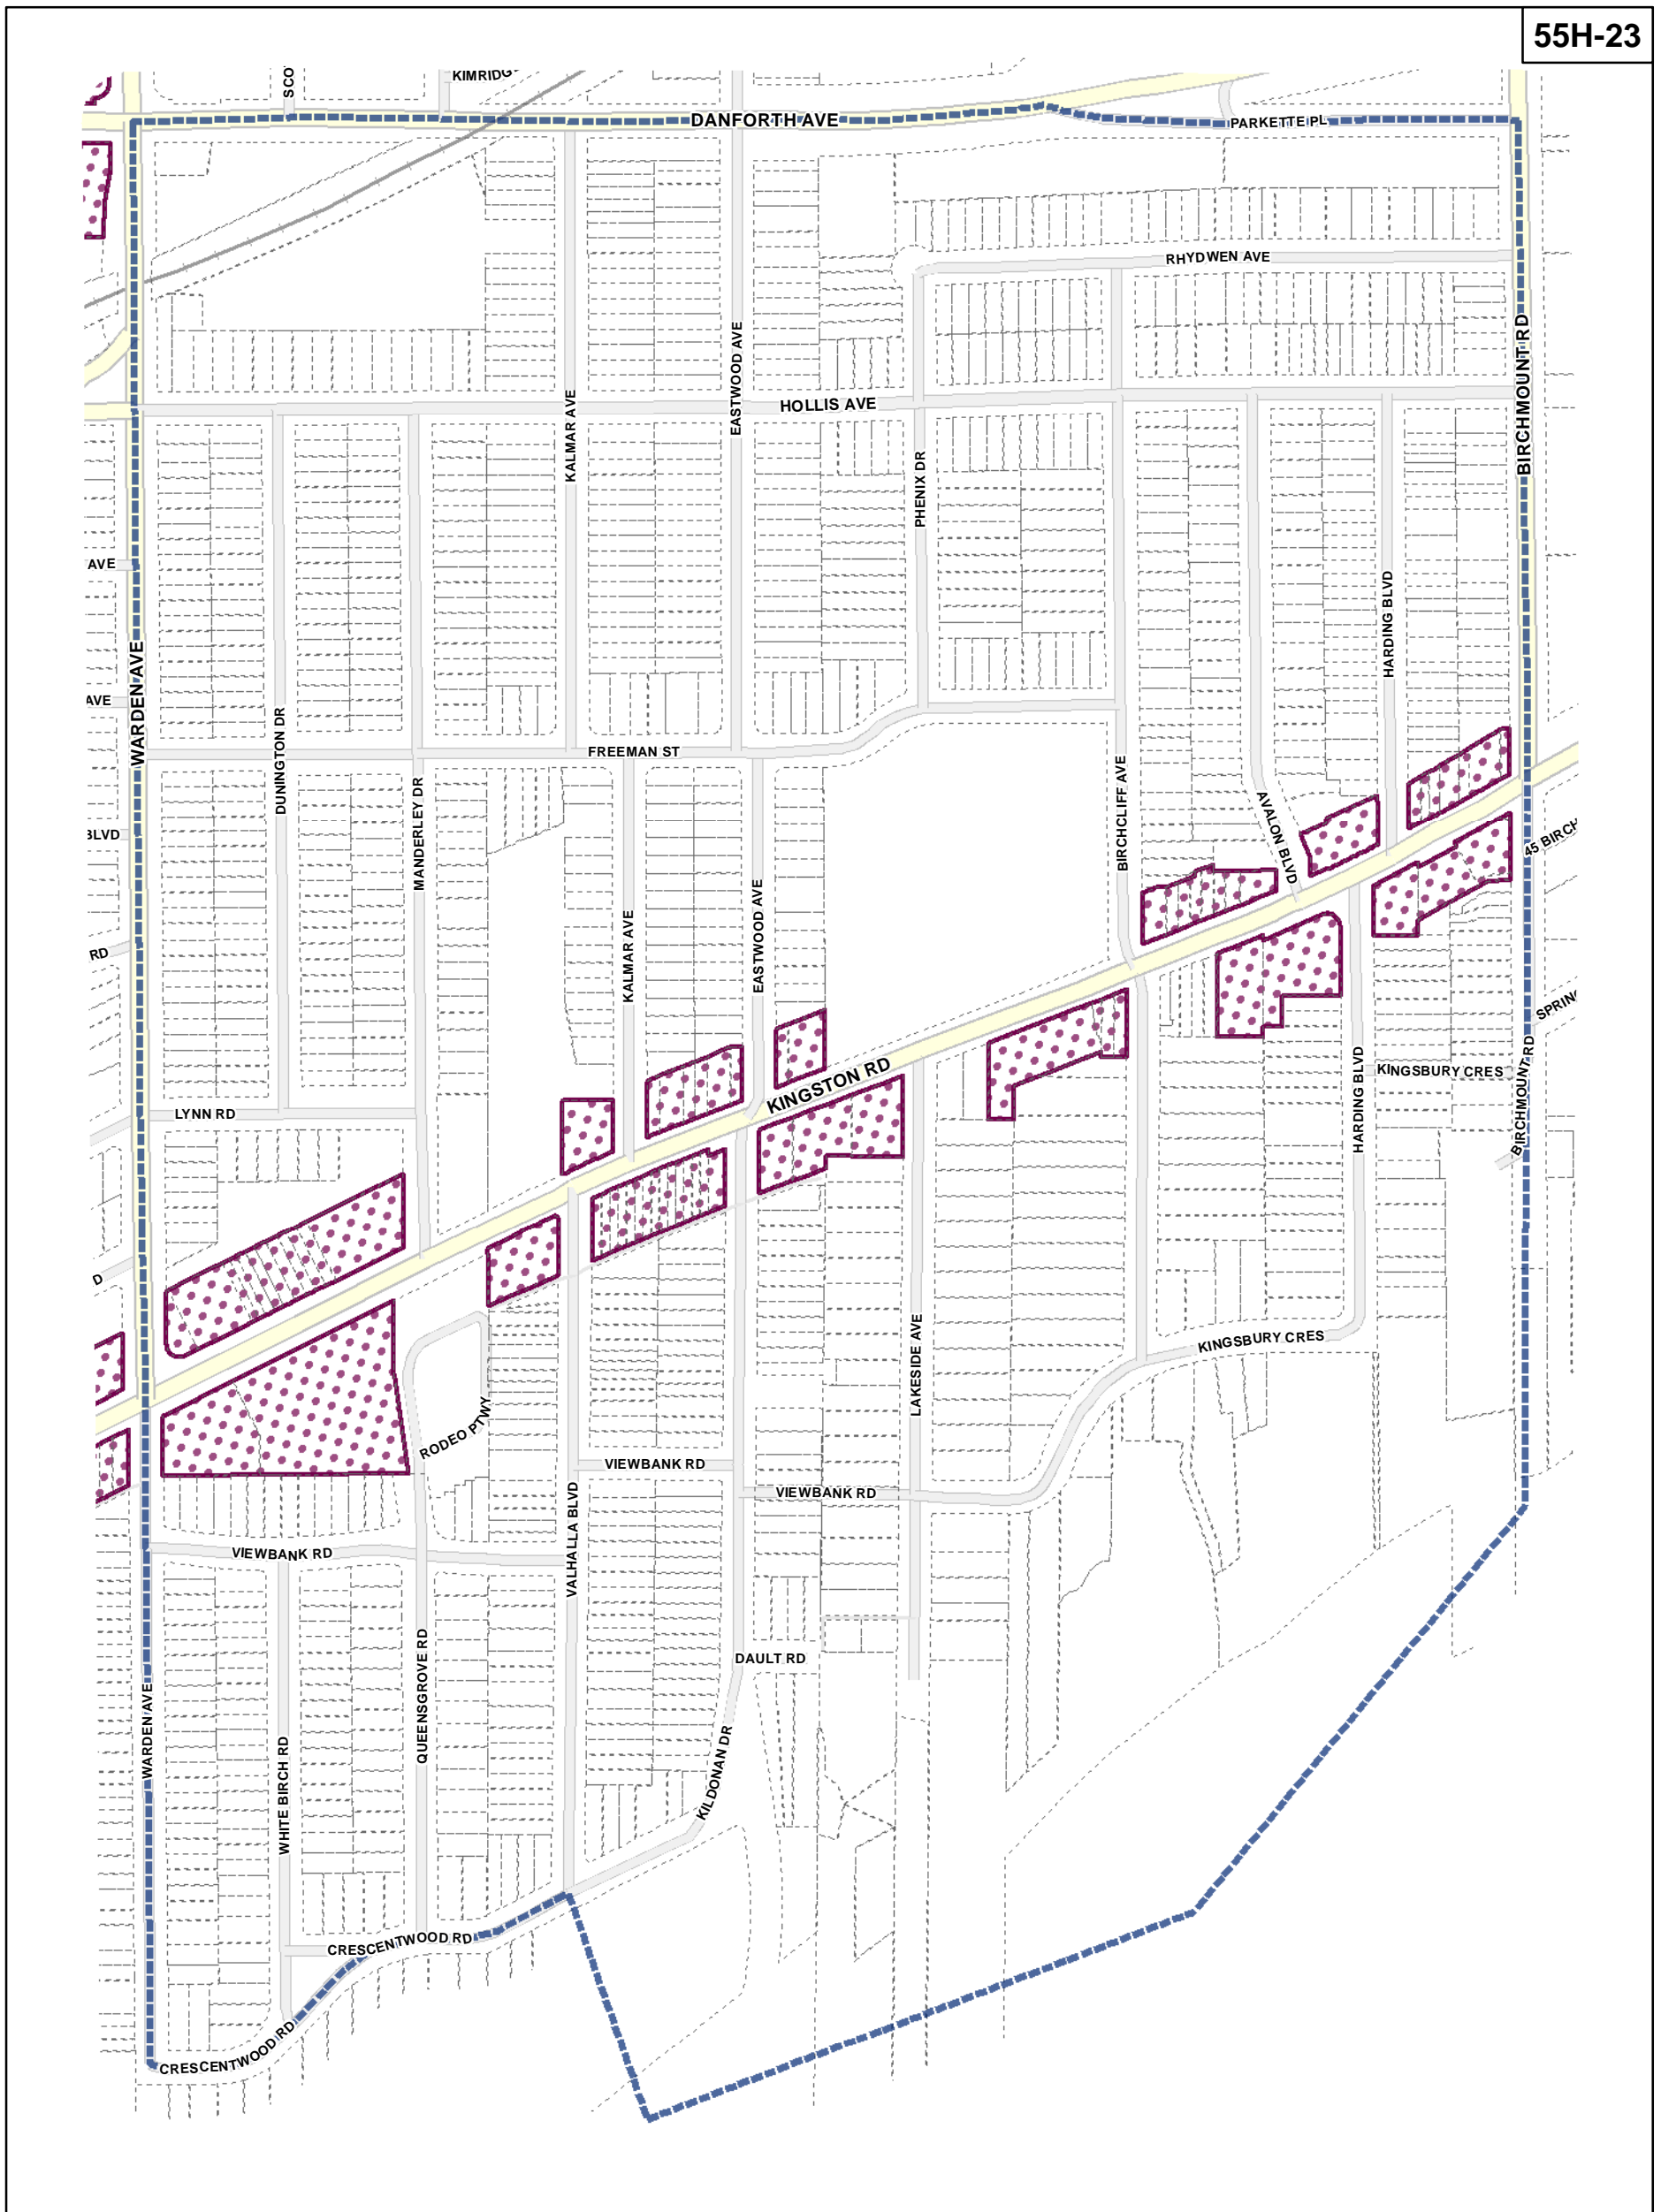 55H-23
SCO
KIMRIDG
DANFORTH AVE
PARKETTE PL
RHYDWEN AVE
EASTWOOD AVE
BIRCHMOUNT RD
KALMAR AVE
HOLLIS AVE
PHENIX DR
AVE
HARDING BLVD
WARDEN AVE
AVE
DUNINGTON DR
FREEMAN ST
MANDERLEY DR
BIRCHCLIFF AVE
AVALON BLVD
BLVD
45 BIRCH
KALMAR AVE
EASTWOOD AVE
RD
SPRING
KINGSTON RD
HARDING BLVD
KINGSBURY CRES
BIRCHMOUNT RD
LYNN RD
D
LAKESIDE AVE
KINGSBURY CRES
RODEO PTWY
VIEWBANK RD
VIEWBANK RD
VALHALLA BLVD
VIEWBANK RD
QUEENSGROVE RD
DAULT RD
WARDEN AVE
WHITE BIRCH RD
KILDONAN DR
CRESCENTWOOD RD
CRESCENTWOOD RD